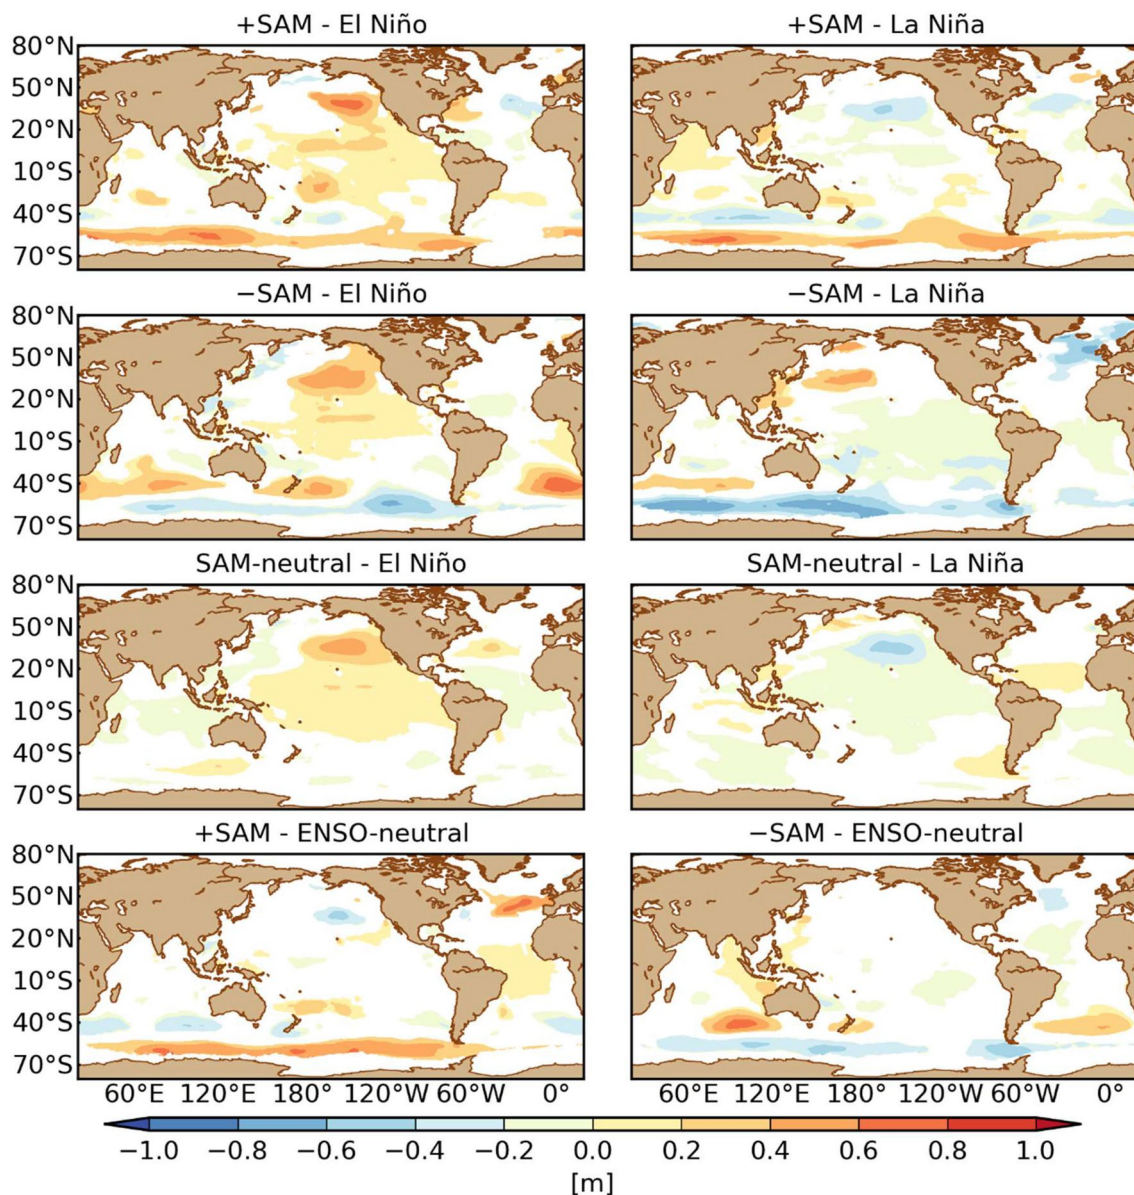 +SAM - El Niño +SAM - La Niña
80°N
50°N
20°N
10°S
40°S
70°S
−SAM - El Niño −SAM - La Niña
80°N
50°N
20°N
10°S
40°S
70°S
SAM-neutral - El Niño SAM-neutral - La Niña
80°N
50°N
20°N
10°S
40°S
70°S
+SAM - ENSO-neutral −SAM - ENSO-neutral
80°N
50°N
20°N
10°S
40°S
70°S
60°E 120°E 180° 120°W 60°W 0° 60°E 120°E 180° 120°W 60°W 0°
−1.0 −0.8 −0.6 −0.4 −0.2 0.0 0.2 0.4 0.6 0.8 1.0
[m]